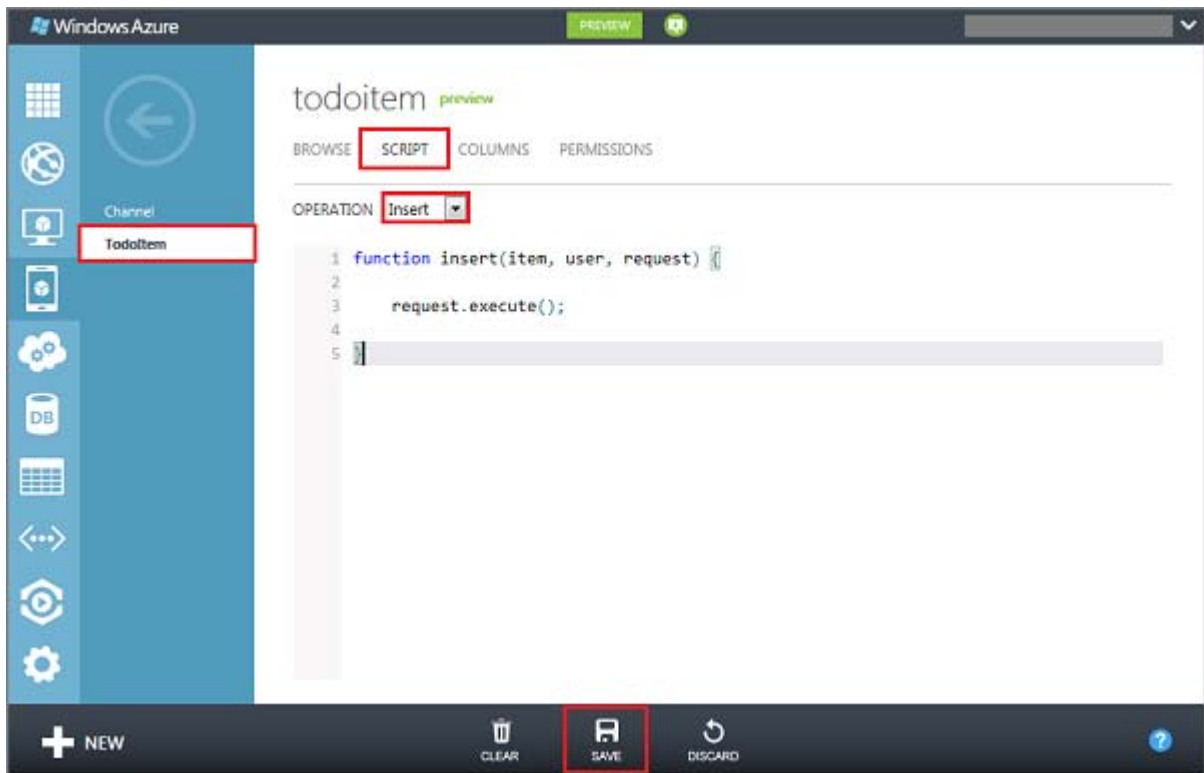 Windows Azure
PREVIEW
todoitem preview
BROWSE SCRIPT COLUMNS PERMISSIONS
Channel
TodoItem
OPERATION Insert
1 function insert(item, user, request) {
2
3 request.execute();
4
5 }
DB
NEW
CLEAR
SAVE
DISCARD
?